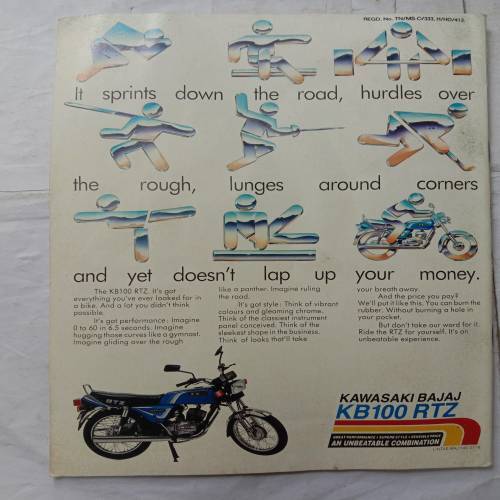 REGD. No. TN/MS-C/333, H/HD/413.
It sprints down the road, hurdles over
the rough, lunges around corners
and yet doesn't lap up your money.
The KB100 RTZ. It's got
everything you've ever looked for in
a bike. And a lot you didn't think
possible.
It's got performance: Imagine
0 to 60 in 6.5 seconds. Imagine
hugging those curves like a gymnast.
Imagine gliding over the rough
like a panther. Imagine ruling
the road.
It's got style: Think of vibrant
colours and gleaming chrome.
Think of the classiest instrument
panel conceived. Think of the
sleekest shape in the business.
Think of looks that'll take
your breath away.
And the price you pay?
We'll put it like this. You can burn the
rubber. Without burning a hole in
your pocket.
But don't take our word for it.
Ride the RTZ for yourself. It's an
unbeatable experience.
RTZ
KAWASAKI BAJAJ
KB100 RTZ
GREAT PERFORMANCE • SUPERB STYLE • SENSIBLE PRICE
AN UNBEATABLE COMBINATION